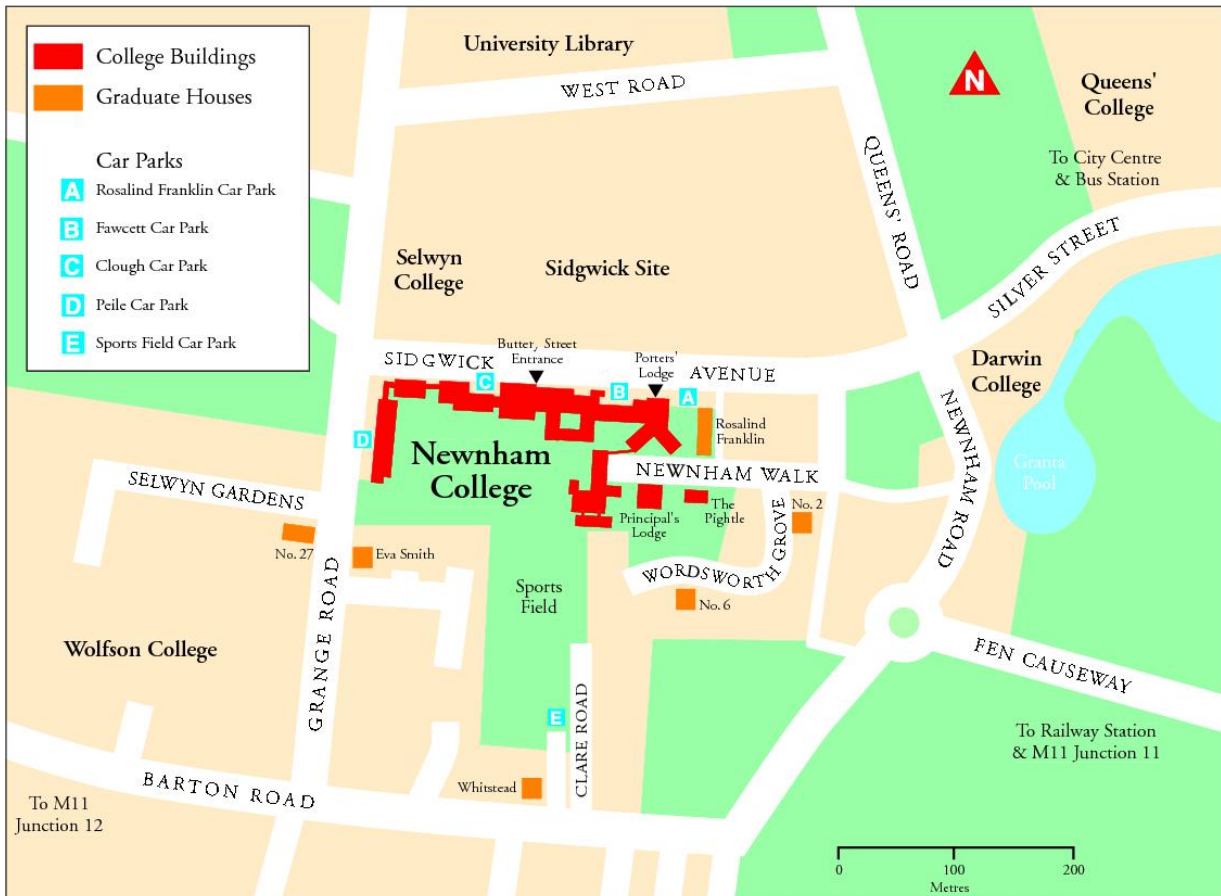 College Buildings
Graduate Houses
Car Parks
A Rosalind Franklin Car Park
B Fawcett Car Park
C Clough Car Park
D Peile Car Park
E Sports Field Car Park
University Library
WEST ROAD
N
Queens'
College
To City Centre
& Bus Station
QUEENS' ROAD
SILVER STREET
Selwyn
College
Sidgwick Site
Darwin
College
SIDGWICK AVENUE
Buttery Street
Entrance
Porters'
Lodge
C
B
A
D
Rosalind
Franklin
Newnham
College
NEWNHAM WALK
NEWNHAM ROAD
Granta
Pool
SELWYN GARDENS
No. 27
Eva Smith
Principal's
Lodge
The
Pightle
No. 2
WORDSWORTH GROVE
No. 6
Sports
Field
Wolfson College
GRANGE ROAD
FEN CAUSEWAY
E
CLARE ROAD
To Railway Station
& M11 Junction 11
Whitstead
BARTON ROAD
To M11
Junction 12
0 100 200
Metres